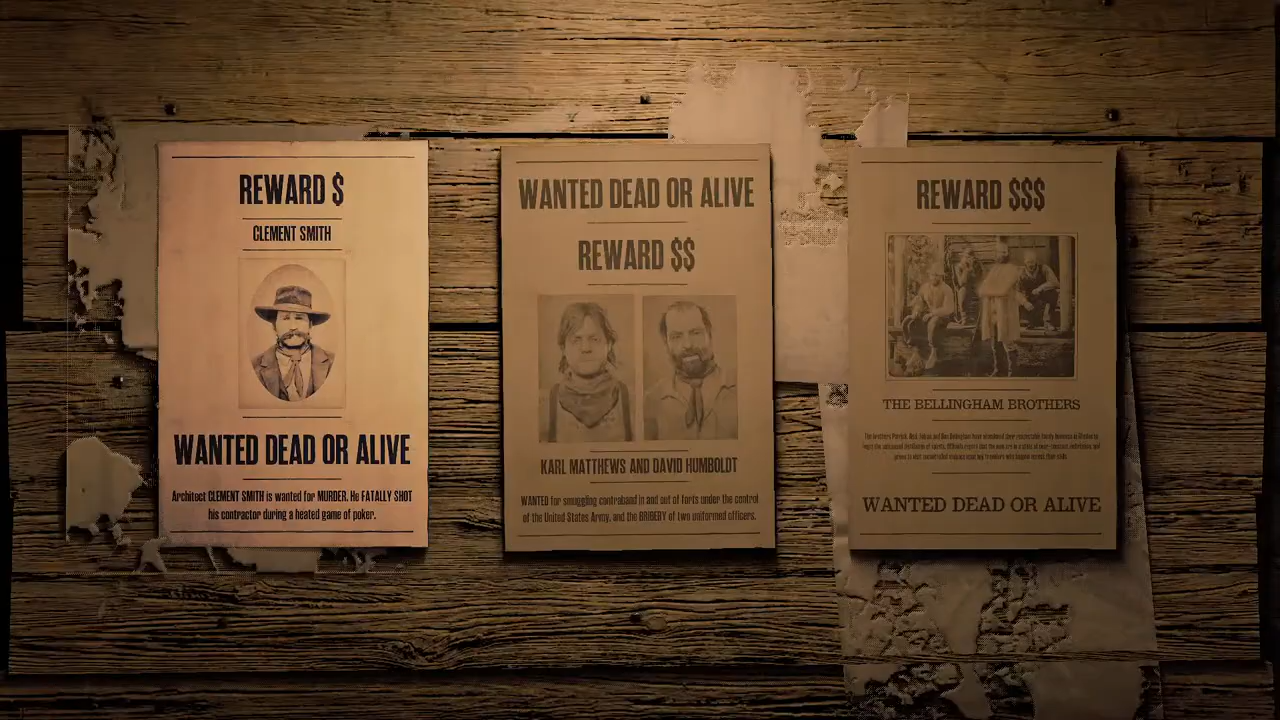 REWARD $
CLEMENT SMITH
WANTED DEAD OR ALIVE
Architect CLEMENT SMITH is wanted for MURDER. He FATALLY SHOT
his contractor during a heated game of poker.
WANTED DEAD OR ALIVE
REWARD $$
KARL MATTHEWS AND DAVID HUMBOLDT
WANTED for smuggling contraband in and out of forts under the control
of the United States Army, and the BRIBERY of two uniformed officers.
REWARD $$$
THE BELLINGHAM BROTHERS
WANTED DEAD OR ALIVE